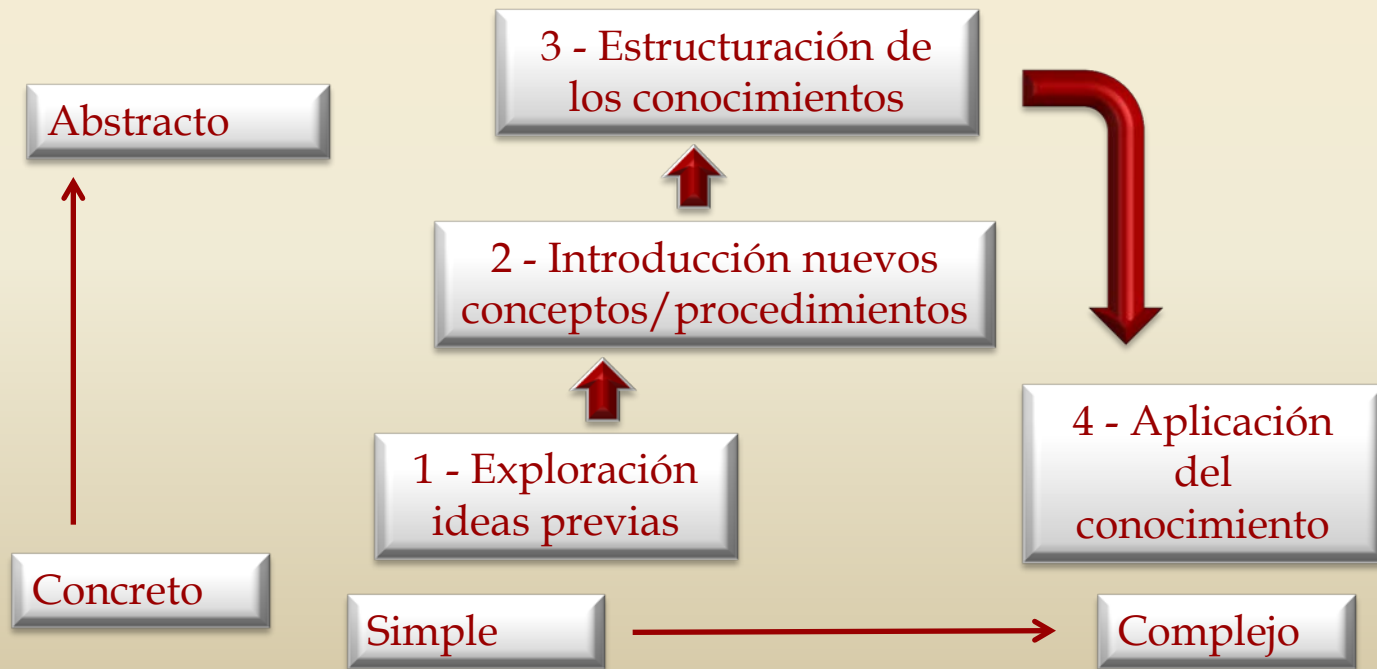 3 - Estructuración de
los conocimientos
Abstracto
2 - Introducción nuevos
conceptos/procedimientos
1 - Exploración
ideas previas
4 - Aplicación
del
conocimiento
Concreto
Simple
Complejo